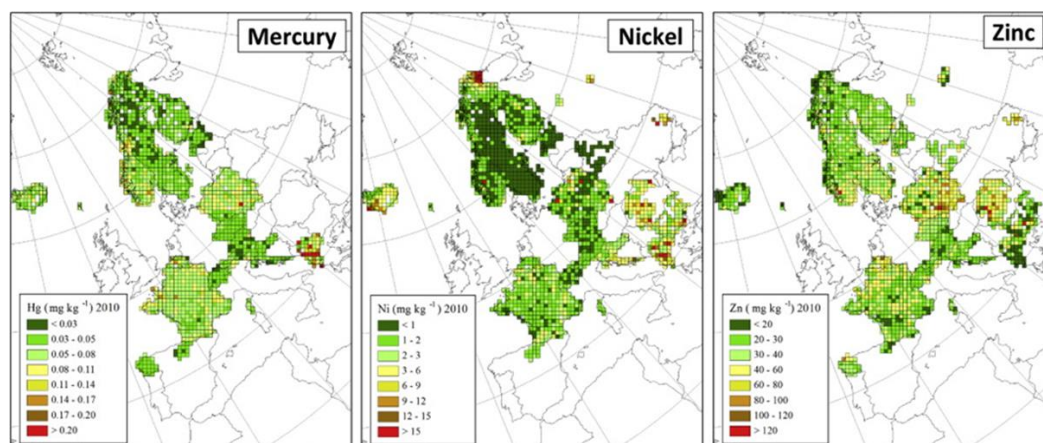 Mercury
Hg (mg kg -1) 2010
< 0.03
0.03 - 0.05
0.05 - 0.08
0.08 - 0.11
0.11 - 0.14
0.14 - 0.17
0.17 - 0.20
> 0.20
Nickel
Ni (mg kg -1) 2010
< 1
1 - 2
2 - 3
3 - 6
6 - 9
9 - 12
12 - 15
> 15
Zinc
Zn ( mg kg -1) 2010
< 20
20 - 30
30 - 40
40 - 60
60 - 80
80 - 100
100 - 120
> 120